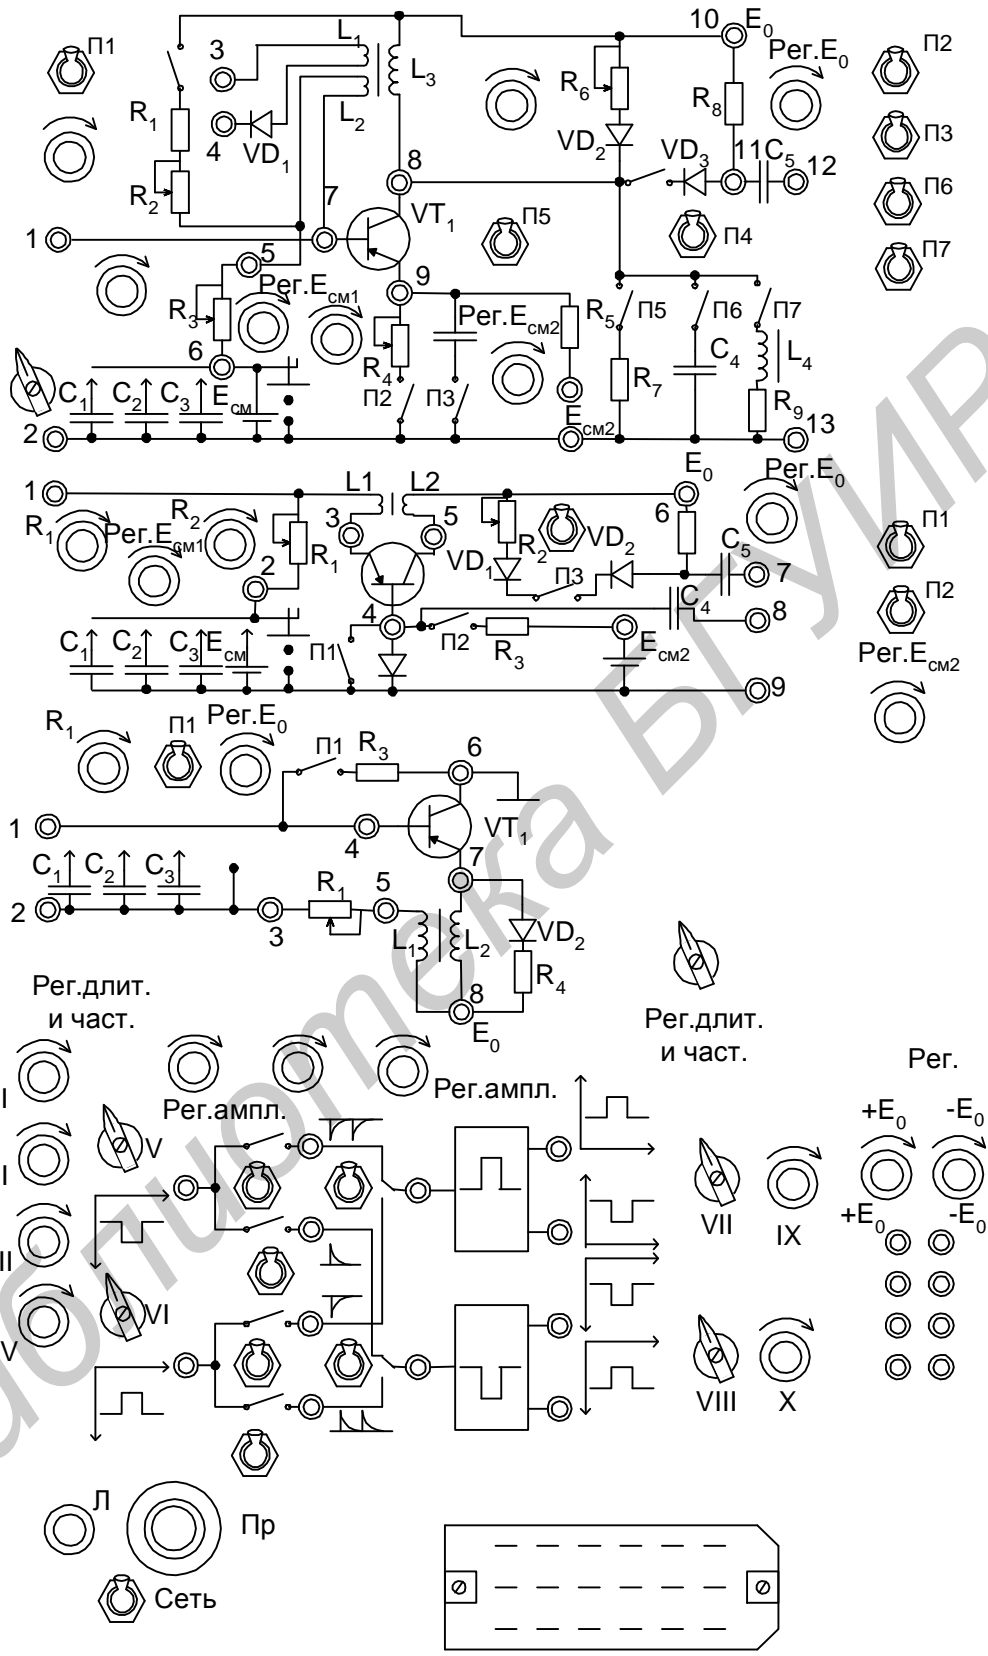 П1
3
L1
L3
10
E0
Рег.E0
П2
R1
4
VD1
L2
R6
R8
VD2
VD3
11
C5
12
П3
R2
7
8
VT1
П5
П4
П6
1
5
9
П7
R3
Рег.Eсм1
Рег.Eсм2
R5
П5
П6
П7
6
R4
П2
П3
C4
L4
R7
R9
C1
C2
C3
Eсм
2
Eсм2
13
1
L1
L2
E0
Рег.E0
R1
Рег.Eсм1
R2
3
5
6
R1
VD1
R2
VD2
C5
П1
2
П3
7
4
C4
8
П2
C1
C2
C3
Eсм
П1
П2
R3
Eсм2
Рег.Eсм2
9
R1
П1
Рег.E0
П1
R3
6
1
4
VT1
7
C1
C2
C3
R1
5
2
3
L1
L2
VD2
R4
8
E0
Рег.длит.
и част.
Рег.длит.
и част.
Рег.
I
Рег.ампл.
Рег.ампл.
+E0
-E0
I
V
VII
IX
+E0
-E0
II
VI
V
VIII
X
Л
Пр
Сеть
библиотека БГУИР